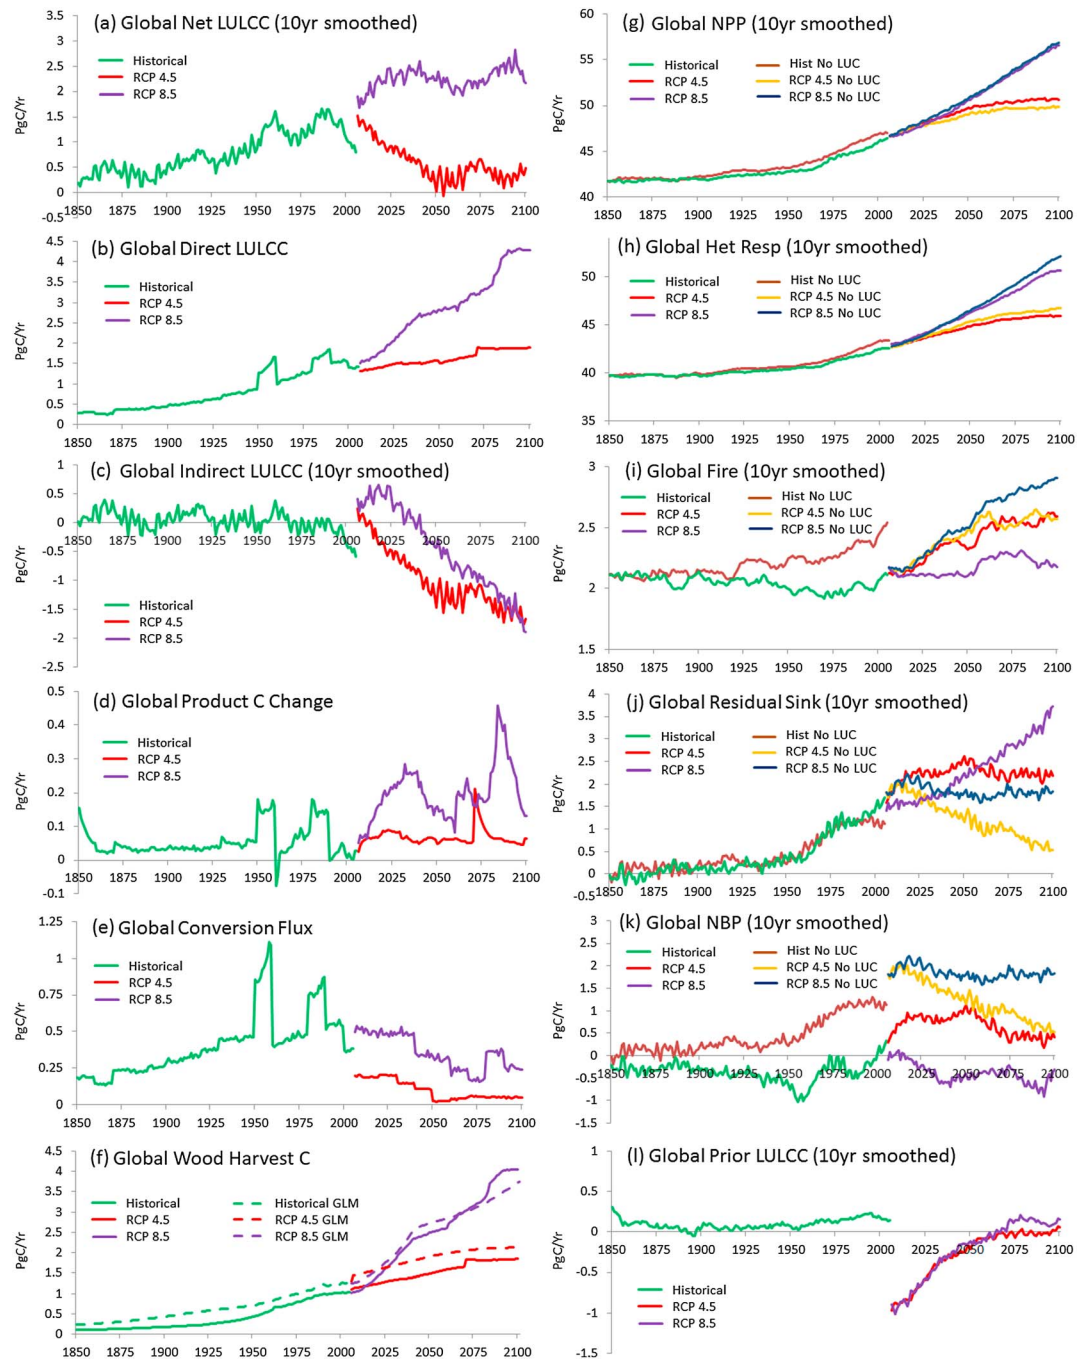 (a) Global Net LULCC (10yr smoothed)
Historical
RCP 4.5
RCP 8.5
PgC/Yr
3.5
3
2.5
2
1.5
1
0.5
0
-0.5
1850 1875 1900 1925 1950 1975 2000 2025 2050 2075 2100
(b) Global Direct LULCC
Historical
RCP 4.5
RCP 8.5
PgC/Yr
4.5
4
3.5
3
2.5
2
1.5
1
0.5
0
1850 1875 1900 1925 1950 1975 2000 2025 2050 2075 2100
(c) Global Indirect LULCC (10yr smoothed)
Historical
RCP 4.5
RCP 8.5
PgC/Yr
1
0.5
0
-0.5
-1
-1.5
-2
-2.5
1850 1875 1900 1925 1950 1975 2000 2025 2050 2075 2100
(d) Global Product C Change
Historical
RCP 4.5
RCP 8.5
PgC/Yr
0.5
0.4
0.3
0.2
0.1
0
-0.1
1850 1875 1900 1925 1950 1975 2000 2025 2050 2075 2100
(e) Global Conversion Flux
Historical
RCP 4.5
RCP 8.5
PgC/Yr
1.25
1
0.75
0.5
0.25
0
1850 1875 1900 1925 1950 1975 2000 2025 2050 2075 2100
(f) Global Wood Harvest C
Historical
RCP 4.5
RCP 8.5
Historical GLM
RCP 4.5 GLM
RCP 8.5 GLM
PgC/Yr
4.5
4
3.5
3
2.5
2
1.5
1
0.5
0
1850 1875 1900 1925 1950 1975 2000 2025 2050 2075 2100
(g) Global NPP (10yr smoothed)
Historical
RCP 4.5
RCP 8.5
Hist No LUC
RCP 4.5 No LUC
RCP 8.5 No LUC
PgC/Yr
60
55
50
45
40
1850 1875 1900 1925 1950 1975 2000 2025 2050 2075 2100
(h) Global Het Resp (10yr smoothed)
Historical
RCP 4.5
RCP 8.5
Hist No LUC
RCP 4.5 No LUC
RCP 8.5 No LUC
PgC/Yr
50
45
40
35
1850 1875 1900 1925 1950 1975 2000 2025 2050 2075 2100
(i) Global Fire (10yr smoothed)
Historical
RCP 4.5
RCP 8.5
Hist No LUC
RCP 4.5 No LUC
RCP 8.5 No LUC
PgC/Yr
3
2.5
2
1.5
1850 1875 1900 1925 1950 1975 2000 2025 2050 2075 2100
(j) Global Residual Sink (10yr smoothed)
Historical
RCP 4.5
RCP 8.5
Hist No LUC
RCP 4.5 No LUC
RCP 8.5 No LUC
PgC/Yr
4
3.5
3
2.5
2
1.5
1
0.5
0
-0.5
1850 1875 1900 1925 1950 1975 2000 2025 2050 2075 2100
(k) Global NBP (10yr smoothed)
Historical
RCP 4.5
RCP 8.5
Hist No LUC
RCP 4.5 No LUC
RCP 8.5 No LUC
PgC/Yr
3
2.5
2
1.5
1
0.5
0
-0.5
-1
-1.5
1850 1875 1900 1925 1950 1975 2000 2025 2050 2075 2100
(l) Global Prior LULCC (10yr smoothed)
Historical
RCP 4.5
RCP 8.5
PgC/Yr
1
0.5
0
-0.5
-1
-1.5
1850 1875 1900 1925 1950 1975 2000 2025 2050 2075 2100